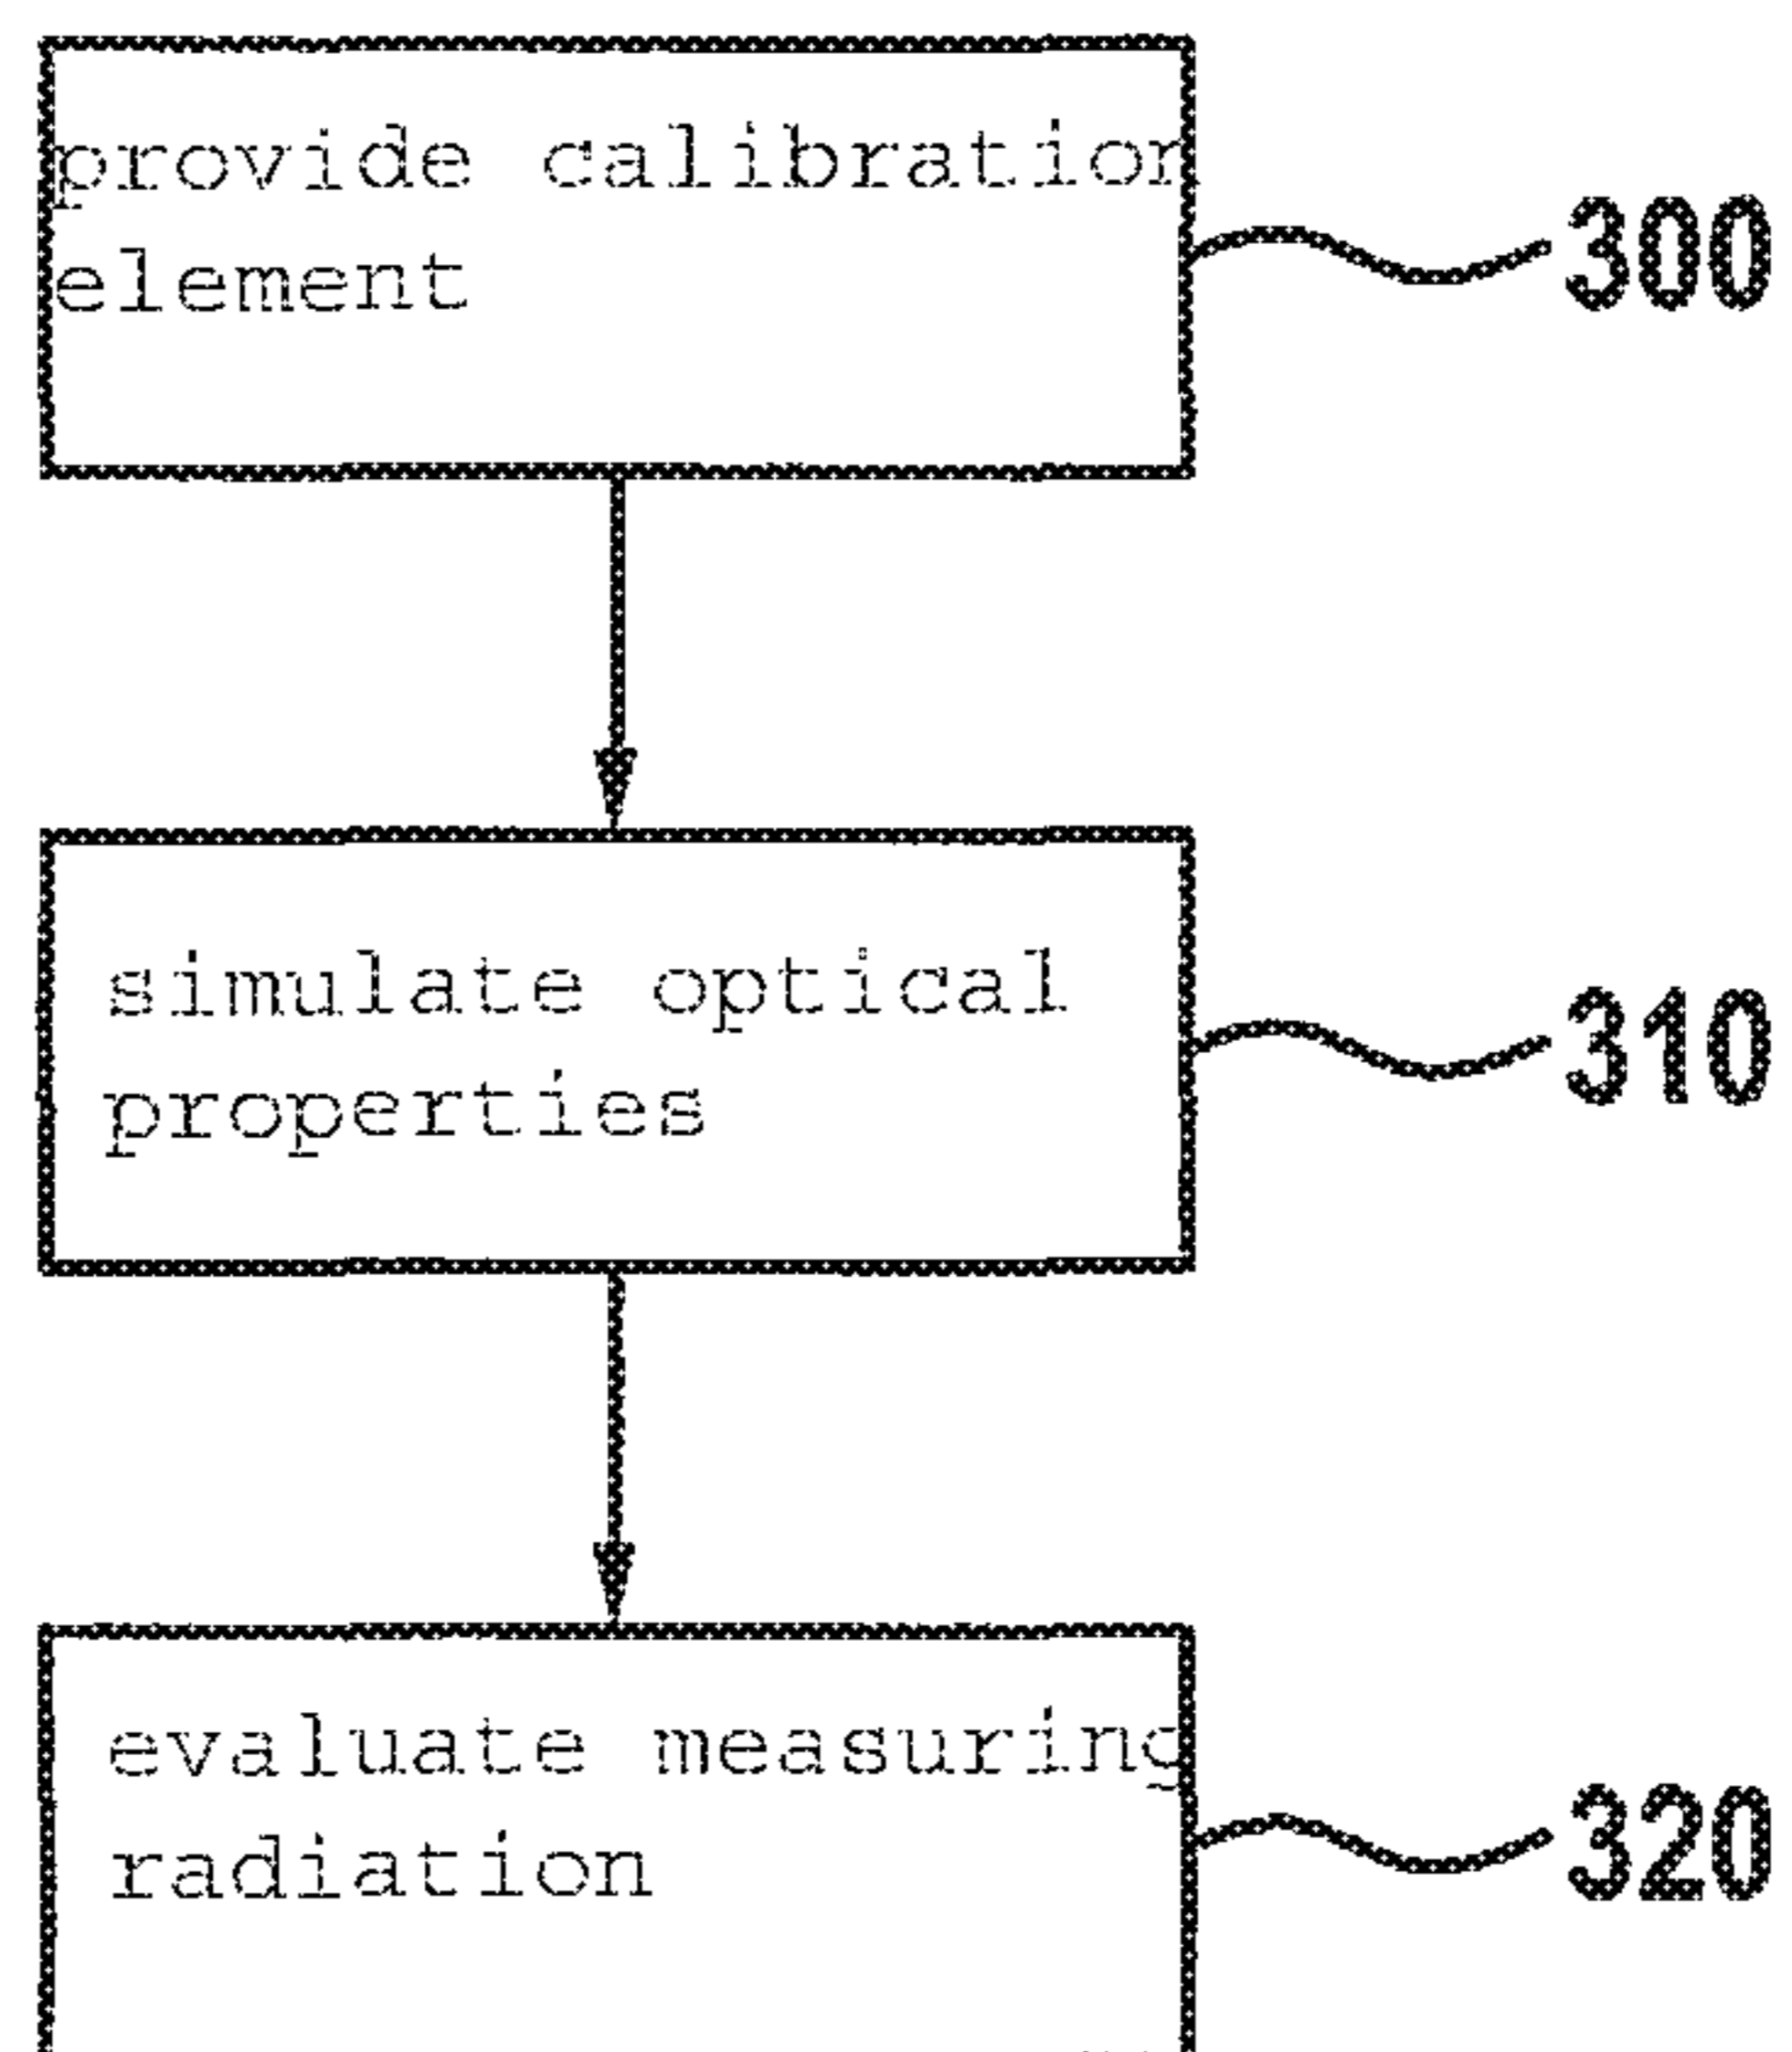 provide calibration
element
300
simulate optical
properties
310
evaluate measuring
radiation
320